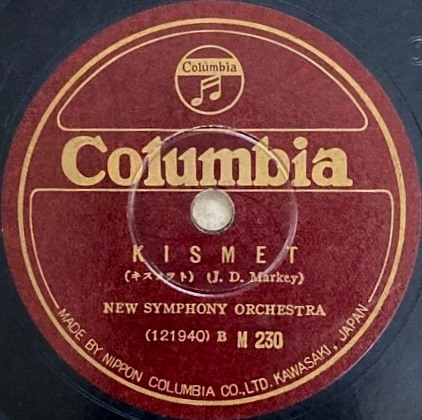 Columbia
Columbia
KISMET
(キスメット) (J. D. Markey)
NEW SYMPHONY ORCHESTRA
(121940) B M 230
MADE BY NIPPON COLUMBIA CO., LTD. KAWASAKI, JAPAN